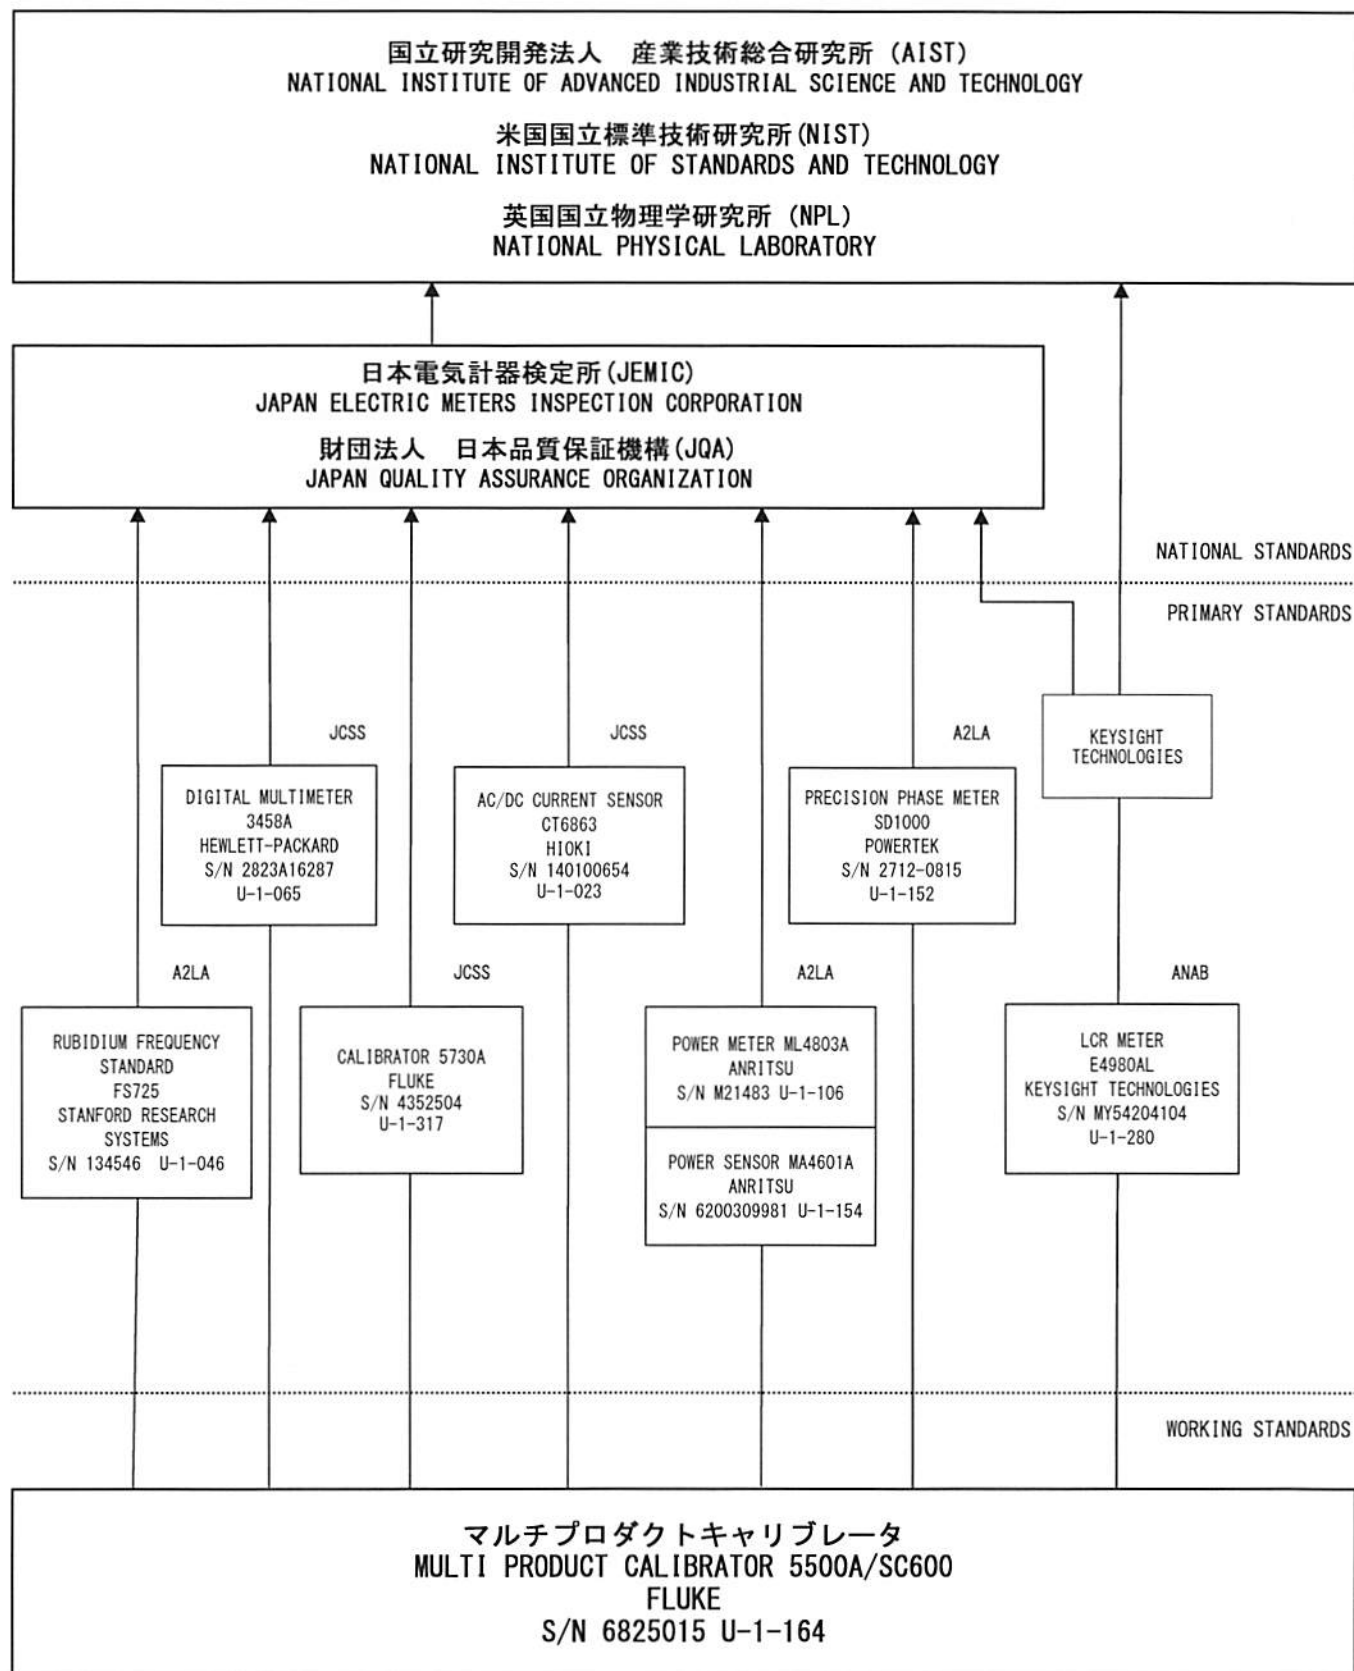 国立研究開発法人　産業技術総合研究所 (AIST)
NATIONAL INSTITUTE OF ADVANCED INDUSTRIAL SCIENCE AND TECHNOLOGY
米国国立標準技術研究所(NIST)
NATIONAL INSTITUTE OF STANDARDS AND TECHNOLOGY
英国国立物理学研究所 (NPL)
NATIONAL PHYSICAL LABORATORY
日本電気計器検定所(JEMIC)
JAPAN ELECTRIC METERS INSPECTION CORPORATION
財団法人　日本品質保証機構(JQA)
JAPAN QUALITY ASSURANCE ORGANIZATION
NATIONAL STANDARDS
PRIMARY STANDARDS
JCSS
DIGITAL MULTIMETER
3458A
HEWLETT-PACKARD
S/N 2823A16287
U-1-065
JCSS
AC/DC CURRENT SENSOR
CT6863
HIOKI
S/N 140100654
U-1-023
A2LA
PRECISION PHASE METER
SD1000
POWERTEK
S/N 2712-0815
U-1-152
KEYSIGHT
TECHNOLOGIES
A2LA
RUBIDIUM FREQUENCY
STANDARD
FS725
STANFORD RESEARCH
SYSTEMS
S/N 134546 U-1-046
JCSS
CALIBRATOR 5730A
FLUKE
S/N 4352504
U-1-317
A2LA
POWER METER ML4803A
ANRITSU
S/N M21483 U-1-106
POWER SENSOR MA4601A
ANRITSU
S/N 6200309981 U-1-154
ANAB
LCR METER
E4980AL
KEYSIGHT TECHNOLOGIES
S/N MY54204104
U-1-280
WORKING STANDARDS
マルチプロダクトキャリブレータ
MULTI PRODUCT CALIBRATOR 5500A/SC600
FLUKE
S/N 6825015 U-1-164